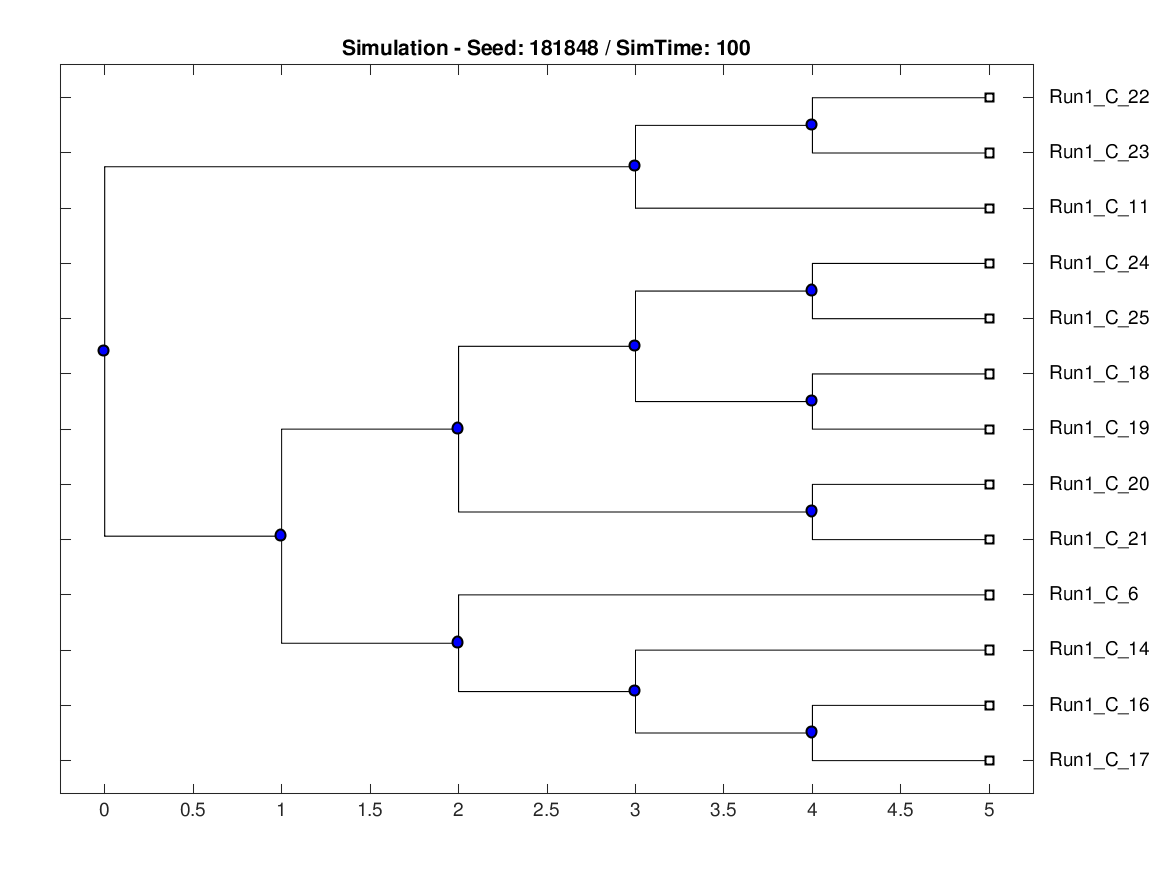 Simulation - Seed: 181848 / SimTime: 100
Run1_C_22
Run1_C_23
Run1_C_11
Run1_C_24
Run1_C_25
Run1_C_18
Run1_C_19
Run1_C_20
Run1_C_21
Run1_C_6
Run1_C_14
Run1_C_16
Run1_C_17
0 0.5 1 1.5 2 2.5 3 3.5 4 4.5 5